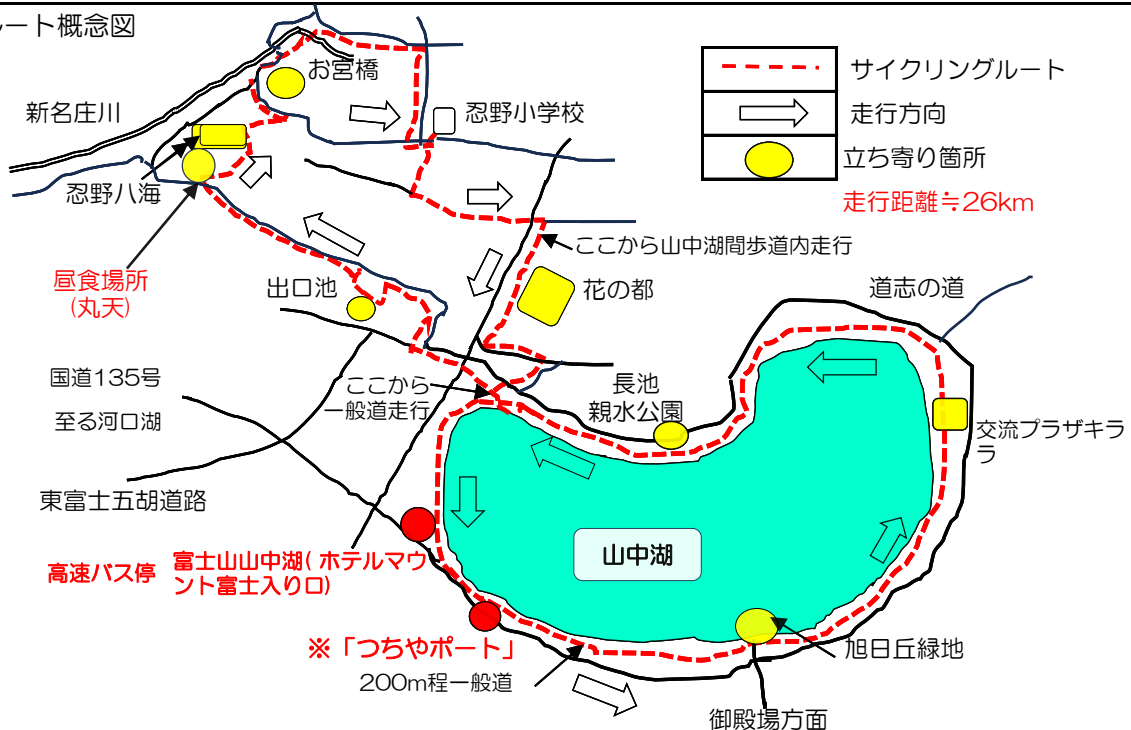 ルート概念図
お宮橋
新名庄川
忍野小学校
忍野八海
サイクリングルート
走行方向
立ち寄り箇所
走行距離≒26km
ここから山中湖間歩道内走行
昼食場所
(丸天)
出口池
花の都
道志の道
国道135号
至る河口湖
ここから
一般道走行
長池
親水公園
交流プラザキラ
ラ
東富士五胡道路
山中湖
高速バス停
富士山山中湖( ホテルマウ
ント富士入り口)
※「つちやポート」
200m程一般道
旭日丘緑地
御殿場方面